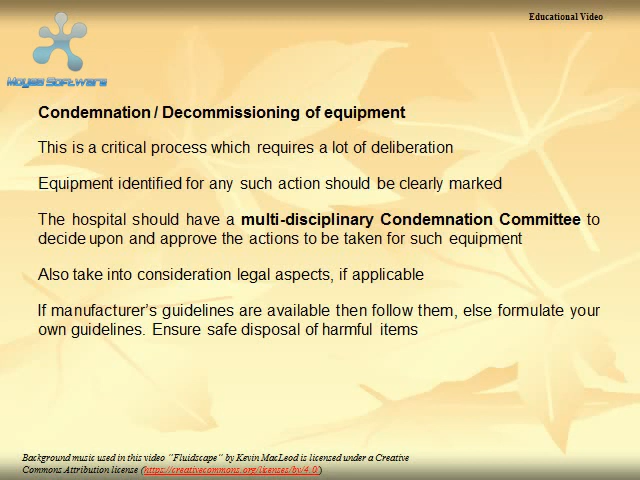 Educational Video
Moyae Software
Condemnation / Decommissioning of equipment
This is a critical process which requires a lot of deliberation
Equipment identified for any such action should be clearly marked
The hospital should have a multi-disciplinary Condemnation Committee to
decide upon and approve the actions to be taken for such equipment
Also take into consideration legal aspects, if applicable
If manufacturer's guidelines are available then follow them, else formulate your
own guidelines. Ensure safe disposal of harmful items
Background music used in this video "Fluidscape" by Kevin MacLeod is licensed under a Creative
Commons Attribution license (https://creativecommons.org/licenses/by/4.0/)